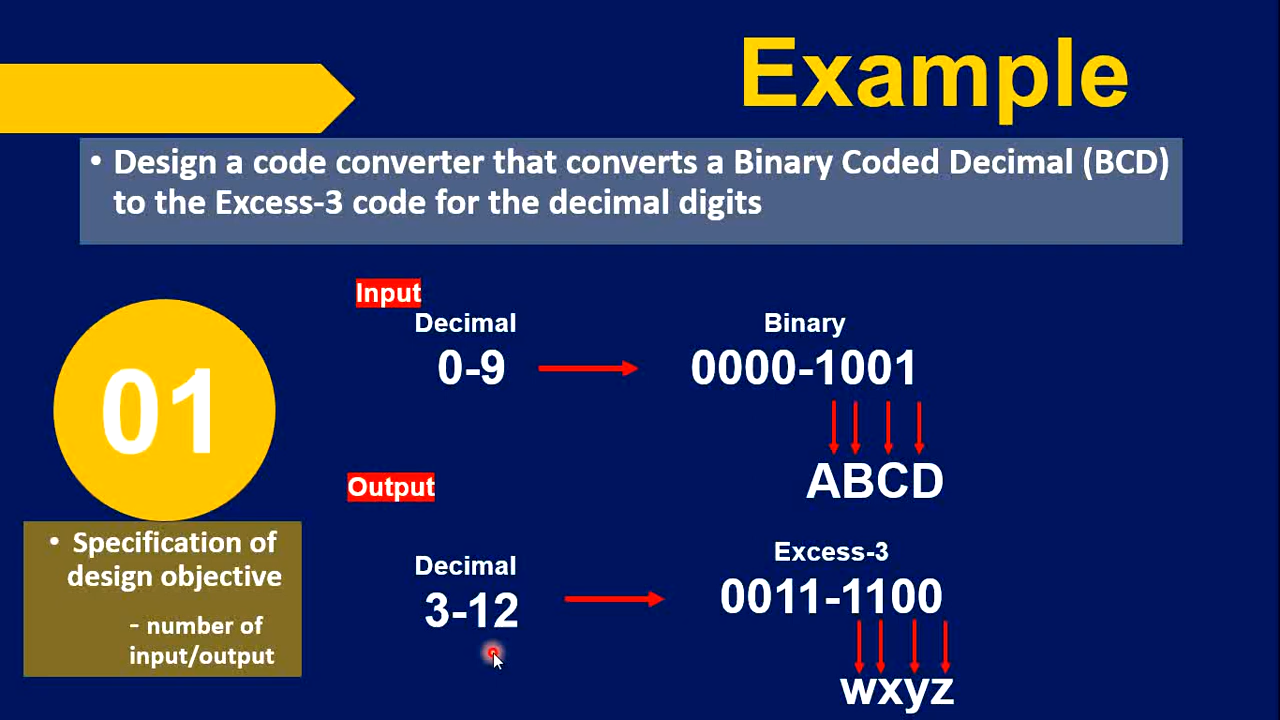 Example
• Design a code converter that converts a Binary Coded Decimal (BCD)
to the Excess-3 code for the decimal digits
01
• Specification of
design objective
- number of
input/output
Input
Decimal
0-9
Binary
0000-1001
ABCD
Output
Decimal
3-12
Excess-3
0011-1100
wxyz